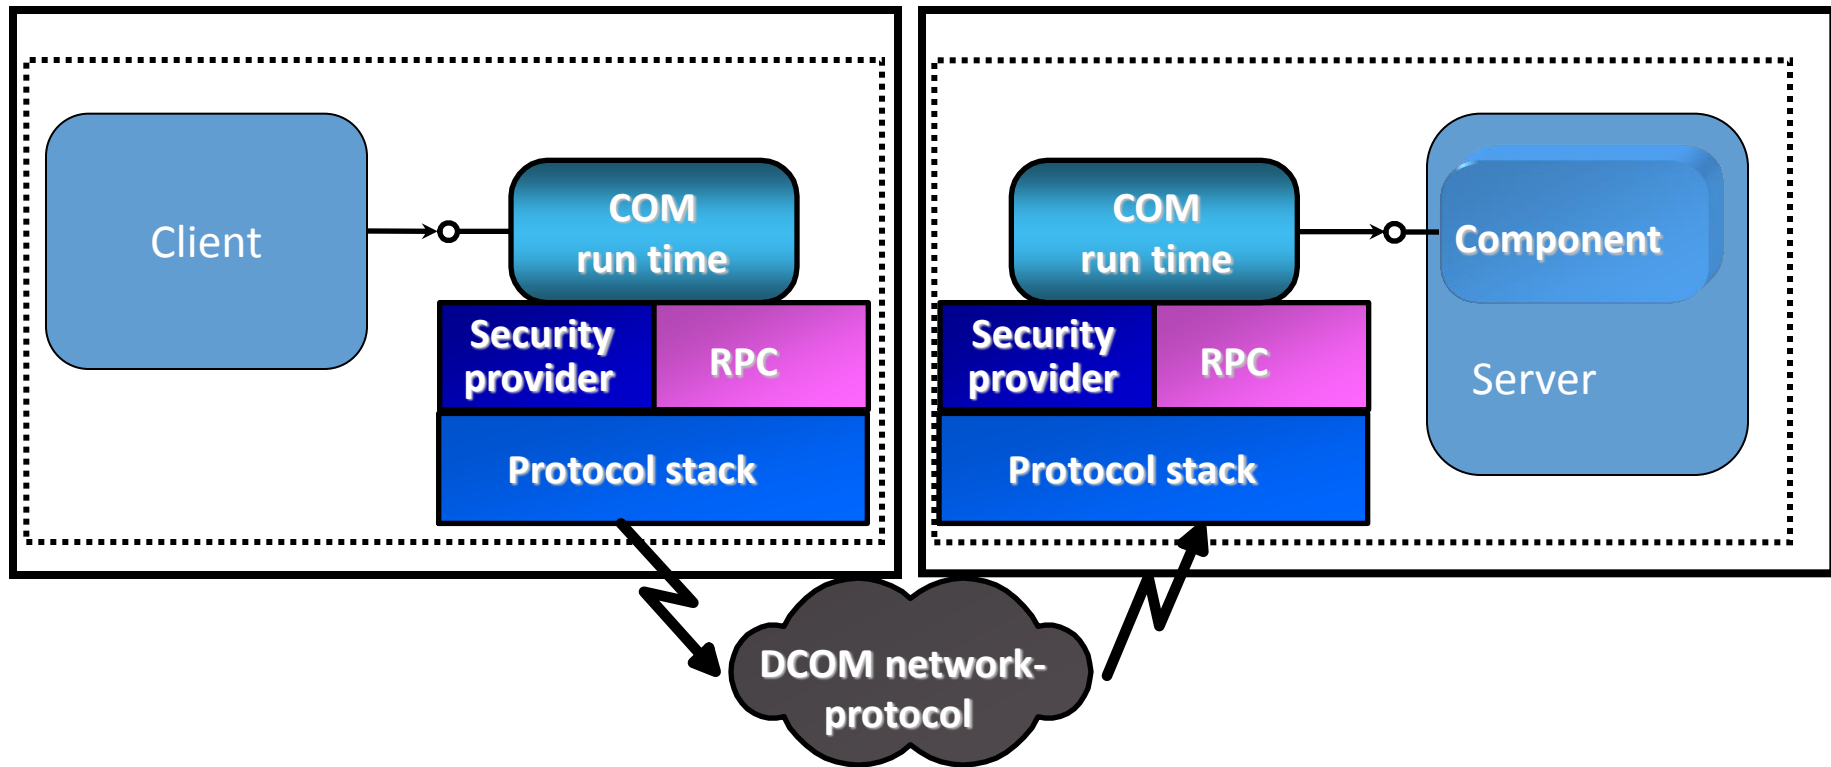 Client
COM
run time
Security
provider
RPC
Protocol stack
COM
run time
Security
provider
RPC
Protocol stack
Component
Server
DCOM network-
protocol